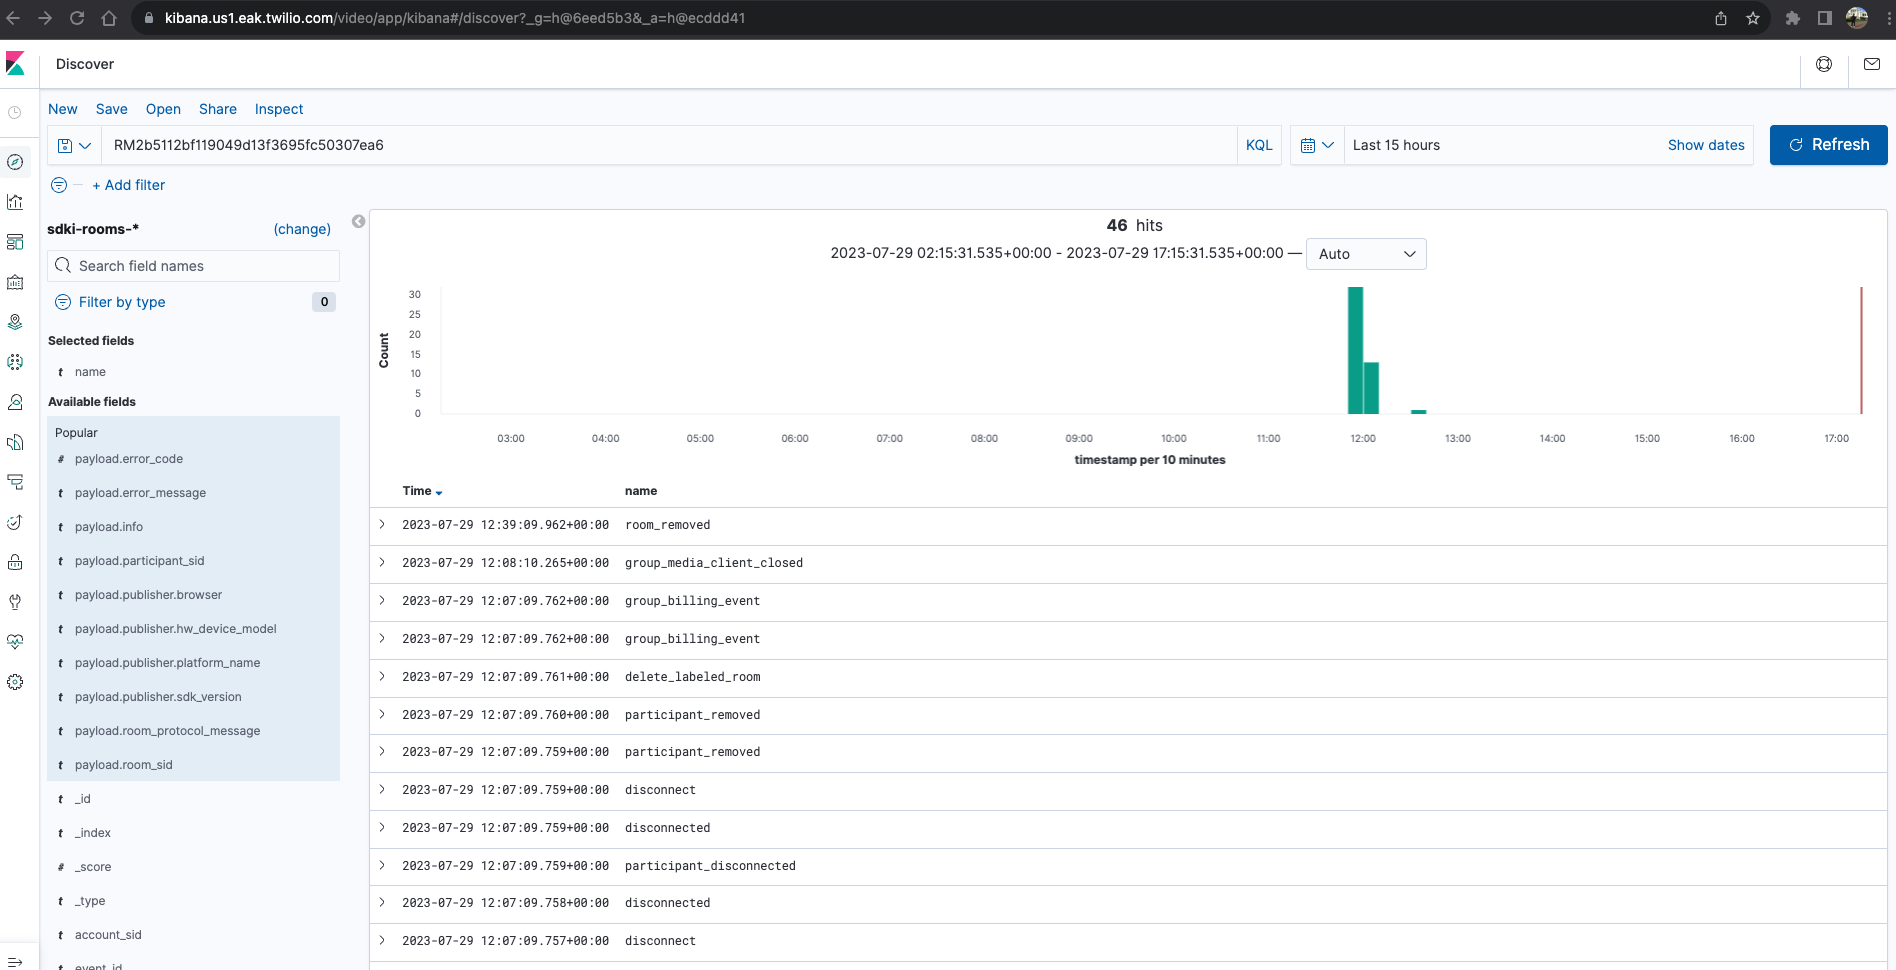 kibana.us1.eak.twilio.com/video/app/kibana#/discover?_g=h@6eed5b3&_a=h@ecddd41
Discover
New Save Open Share Inspect
RM2b5112bf119049d13f3695fc50307ea6 KQL Last 15 hours Show dates Refresh
+ Add filter
sdki-rooms-* (change)
Search field names
Filter by type 0
Selected fields
t name
Available fields
Popular
# payload.error_code
t payload.error_message
t payload.info
t payload.participant_sid
t payload.publisher.browser
t payload.publisher.hw_device_model
t payload.publisher.platform_name
t payload.publisher.sdk_version
t payload.room_protocol_message
t payload.room_sid
t _id
t _index
# _score
t _type
t account_sid
t event_id
46 hits
2023-07-29 02:15:31.535+00:00 - 2023-07-29 17:15:31.535+00:00 — Auto
Count
30
25
20
15
10
5
0
03:00 04:00 05:00 06:00 07:00 08:00 09:00 10:00 11:00 12:00 13:00 14:00 15:00 16:00 17:00
timestamp per 10 minutes
Time name
2023-07-29 12:39:09.962+00:00 room_removed
2023-07-29 12:08:10.265+00:00 group_media_client_closed
2023-07-29 12:07:09.762+00:00 group_billing_event
2023-07-29 12:07:09.762+00:00 group_billing_event
2023-07-29 12:07:09.761+00:00 delete_labeled_room
2023-07-29 12:07:09.760+00:00 participant_removed
2023-07-29 12:07:09.759+00:00 participant_removed
2023-07-29 12:07:09.759+00:00 disconnect
2023-07-29 12:07:09.759+00:00 disconnected
2023-07-29 12:07:09.759+00:00 participant_disconnected
2023-07-29 12:07:09.758+00:00 disconnected
2023-07-29 12:07:09.757+00:00 disconnect